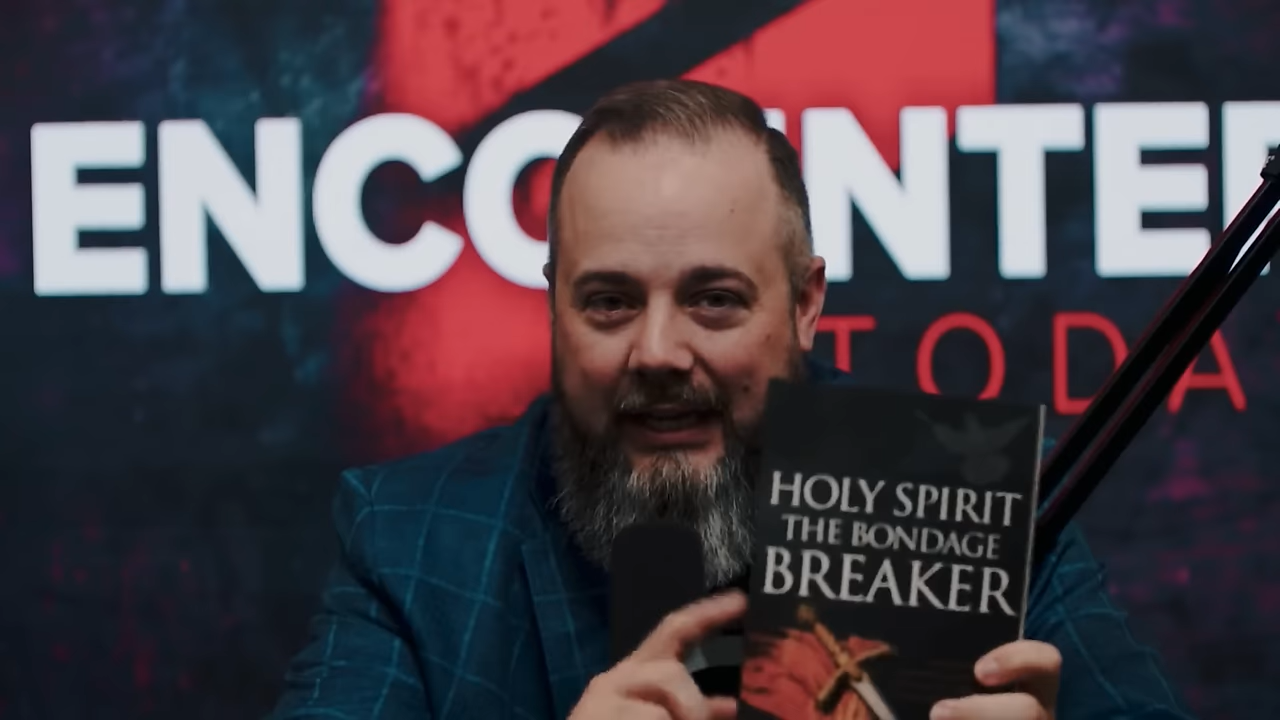 ENCO NTE
TODA
HOLY SPIRIT
THE BONDAGE
BREAKER